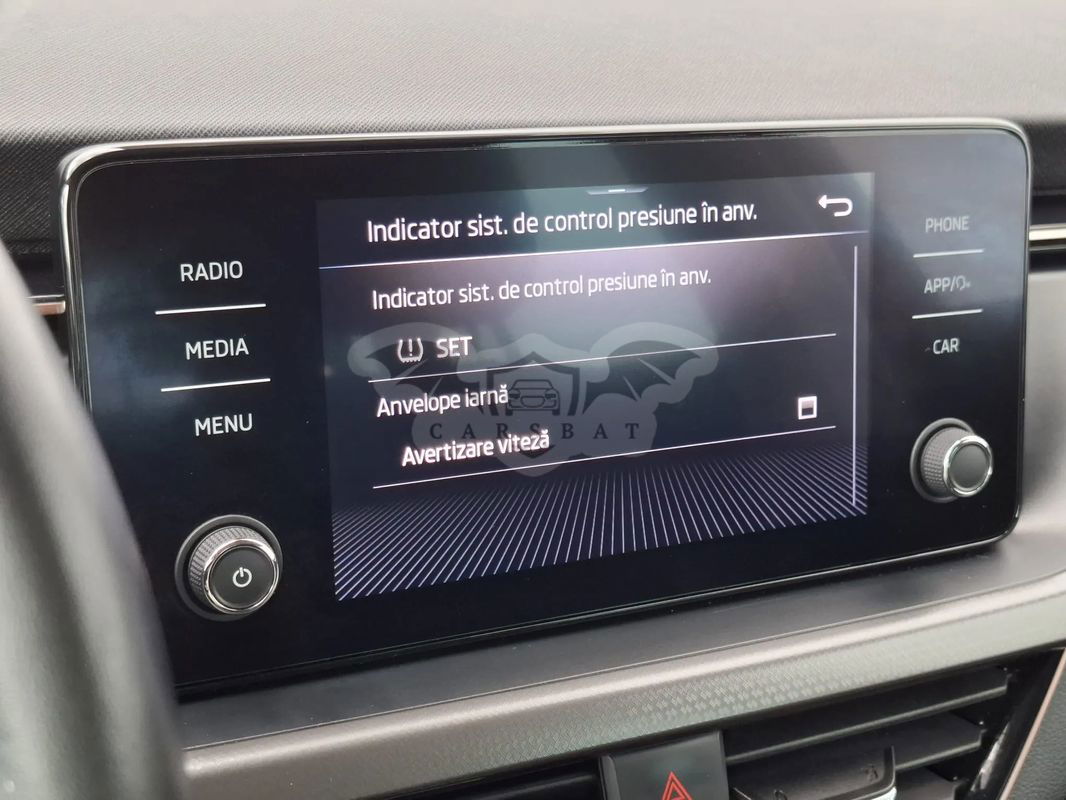 RADIO
MEDIA
MENU
Indicator sist. de control presiune în anv.
Indicator sist. de control presiune în anv.
SET
Anvelope iarnă
Avertizare viteză
CARSBAT
PHONE
APP/
CAR